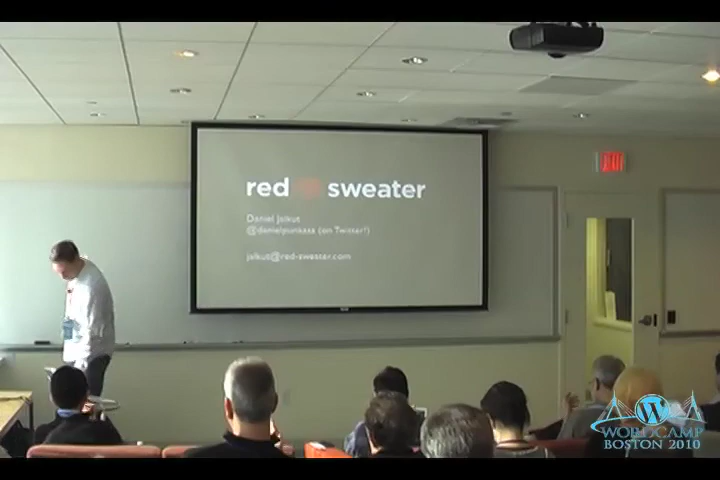 red sweater
Daniel Jalkut
@danielpunkass (on Twitter!)
jalkut@red-sweater.com
EXIT
WORDCAMP
BOSTON 2010